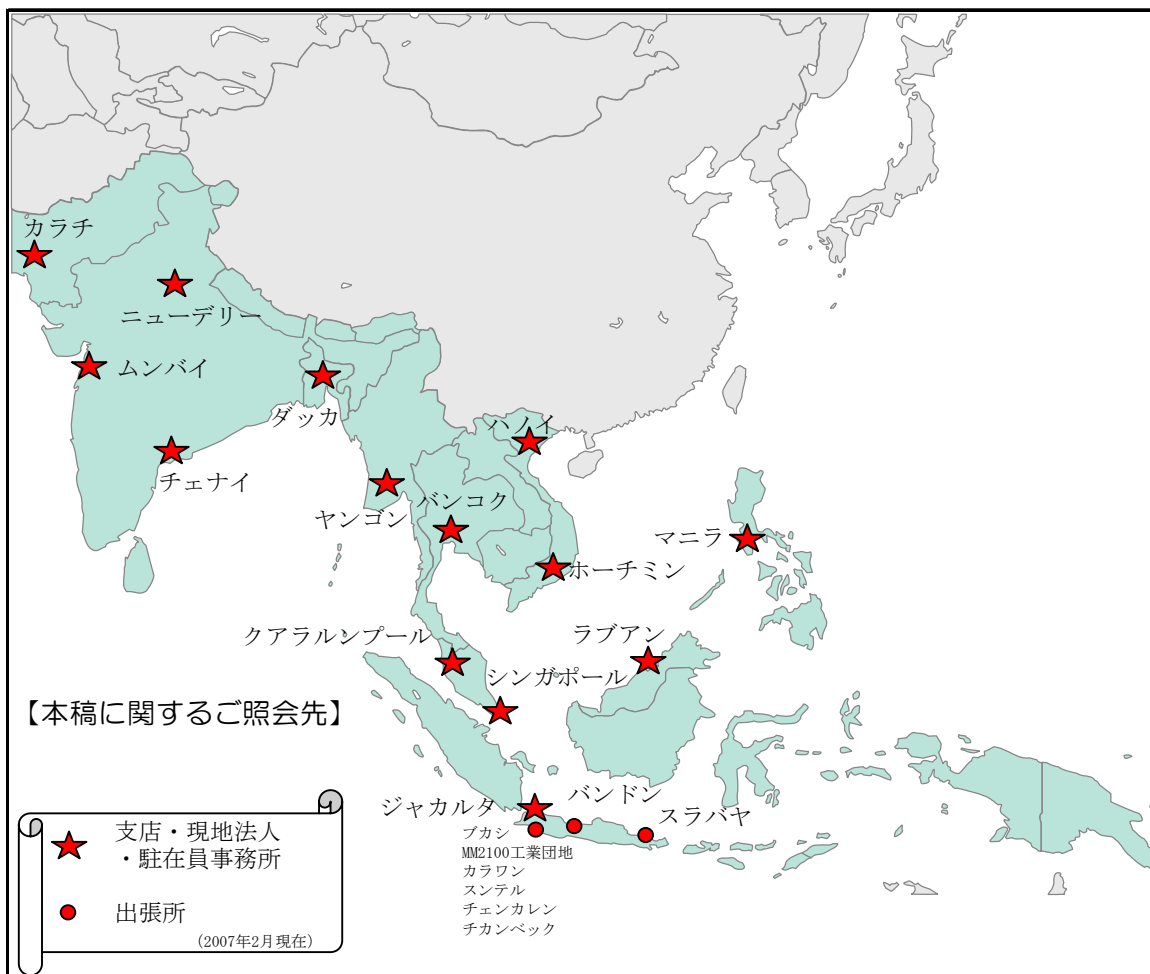 カラチ
ニューデリー
ムンバイ
ダッカ
ハノイ
チェナイ
バンコク
ヤンゴン
マニラ
ホーチミン
クアラルンプール
ラブアン
シンガポール
【本稿に関するご照会先】
ジャカルタ
バンドン
スラバヤ
ブカシ
MM2100工業団地
カラワン
スンテル
チェンカレン
チカンベック
支店・現地法人
・駐在員事務所
出張所
(2007年2月現在)